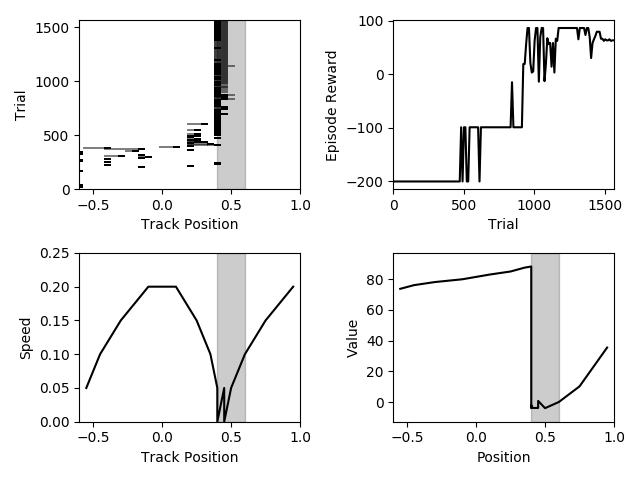 1500
1000
500
0
Trial
−0.5 0.0 0.5 1.0
Track Position
100
0
−100
−200
Episode Reward
0 500 1000 1500
Trial
0.25
0.20
0.15
0.10
0.05
0.00
Speed
−0.5 0.0 0.5 1.0
Track Position
80
60
40
20
0
Value
−0.5 0.0 0.5 1.0
Position